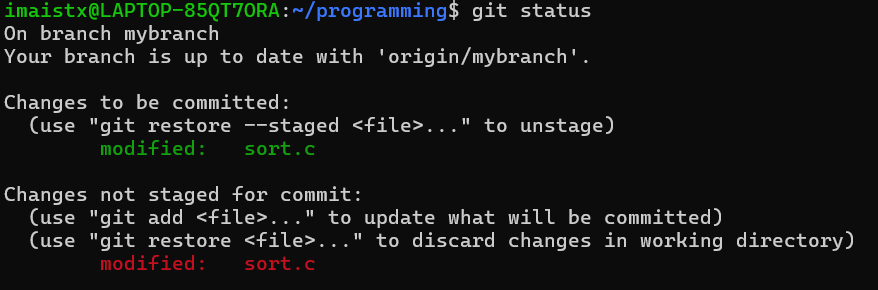 imaistx@LAPTOP-85QT7ORA:~/programming$ git status
On branch mybranch
Your branch is up to date with 'origin/mybranch'.

Changes to be committed:
  (use "git restore --staged <file>..." to unstage)
        modified:   sort.c

Changes not staged for commit:
  (use "git add <file>..." to update what will be committed)
  (use "git restore <file>..." to discard changes in working directory)
        modified:   sort.c